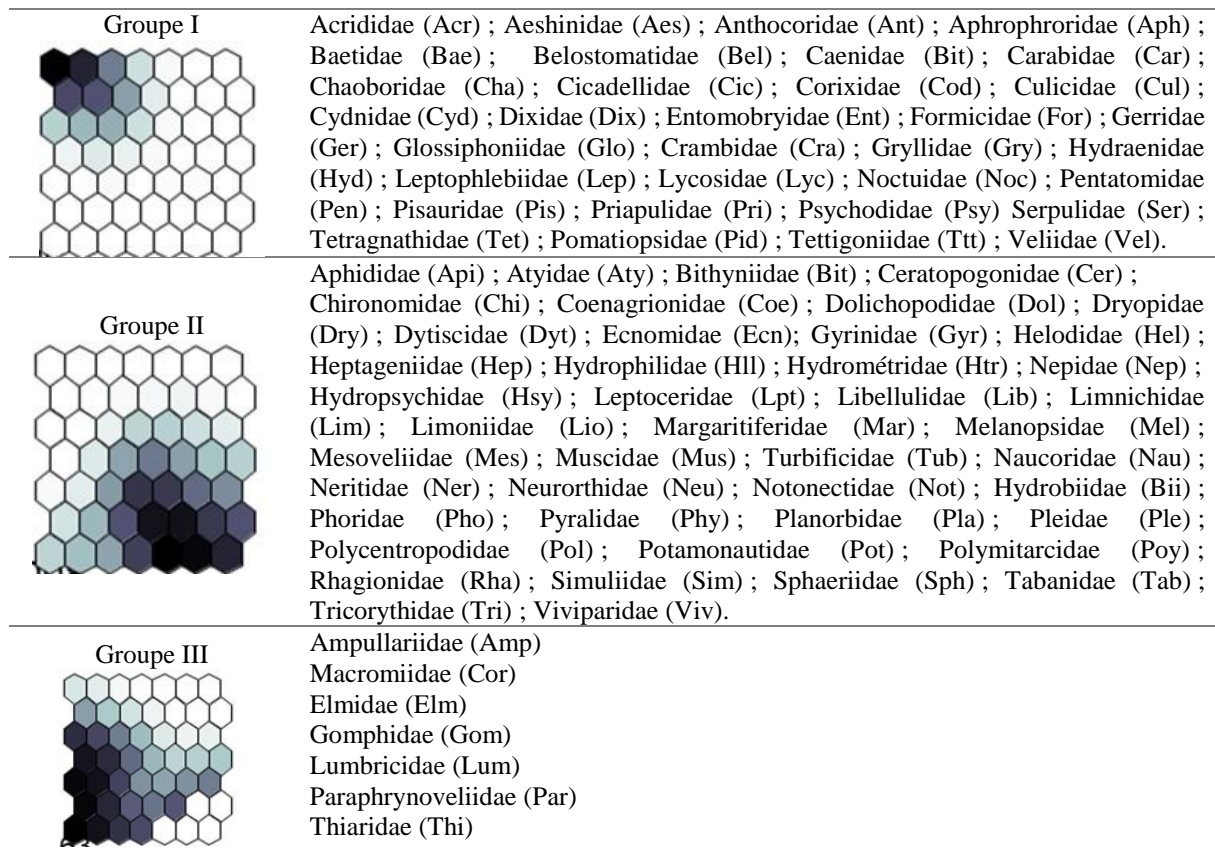 Groupe I
Acrididae (Acr) ; Aeshinidae (Aes) ; Anthocoridae (Ant) ; Aphrophroridae (Aph) ;
Baetidae (Bae) ; Belostomatidae (Bel) ; Caenidae (Bit) ; Carabidae (Car) ;
Chaoboridae (Cha) ; Cicadellidae (Cic) ; Corixidae (Cod) ; Culicidae (Cul) ;
Cydnidae (Cyd) ; Dixidae (Dix) ; Entomobryidae (Ent) ; Formicidae (For) ; Gerridae
(Ger) ; Glossiphoniidae (Glo) ; Crambidae (Cra) ; Gryllidae (Gry) ; Hydraenidae
(Hyd) ; Leptophlebiidae (Lep) ; Lycosidae (Lyc) ; Noctuidae (Noc) ; Pentatomidae
(Pen) ; Pisauridae (Pis) ; Priapulidae (Pri) ; Psychodidae (Psy) Serpulidae (Ser) ;
Tetragnathidae (Tet) ; Pomatiopsidae (Pid) ; Tettigoniidae (Ttt) ; Veliidae (Vel).
Groupe II
Aphididae (Api) ; Atyidae (Aty) ; Bithyniidae (Bit) ; Ceratopogonidae (Cer) ;
Chironomidae (Chi) ; Coenagrionidae (Coe) ; Dolichopodidae (Dol) ; Dryopidae
(Dry) ; Dytiscidae (Dyt) ; Ecnomidae (Ecn); Gyrinidae (Gyr) ; Helodidae (Hel) ;
Heptageniidae (Hep) ; Hydrophilidae (Hll) ; Hydrométridae (Htr) ; Nepidae (Nep) ;
Hydropsychidae (Hsy) ; Leptoceridae (Lpt) ; Libellulidae (Lib) ; Limnichidae
(Lim) ; Limoniidae (Lio) ; Margaritiferidae (Mar) ; Melanopsidae (Mel) ;
Mesoveliidae (Mes) ; Muscidae (Mus) ; Turbificidae (Tub) ; Naucoridae (Nau) ;
Neritidae (Ner) ; Neurorthidae (Neu) ; Notonectidae (Not) ; Hydrobiidae (Bii) ;
Phoridae (Pho) ; Pyralidae (Phy) ; Planorbidae (Pla) ; Pleidae (Ple) ;
Polycentropodidae (Pol) ; Potamonautidae (Pot) ; Polymitarcidae (Poy) ;
Rhagionidae (Rha) ; Simuliidae (Sim) ; Sphaeriidae (Sph) ; Tabanidae (Tab) ;
Tricorythidae (Tri) ; Viviparidae (Viv).
Groupe III
Ampullariidae (Amp)
Macromiidae (Cor)
Elmidae (Elm)
Gomphidae (Gom)
Lumbricidae (Lum)
Paraphrynoveliidae (Par)
Thiaridae (Thi)